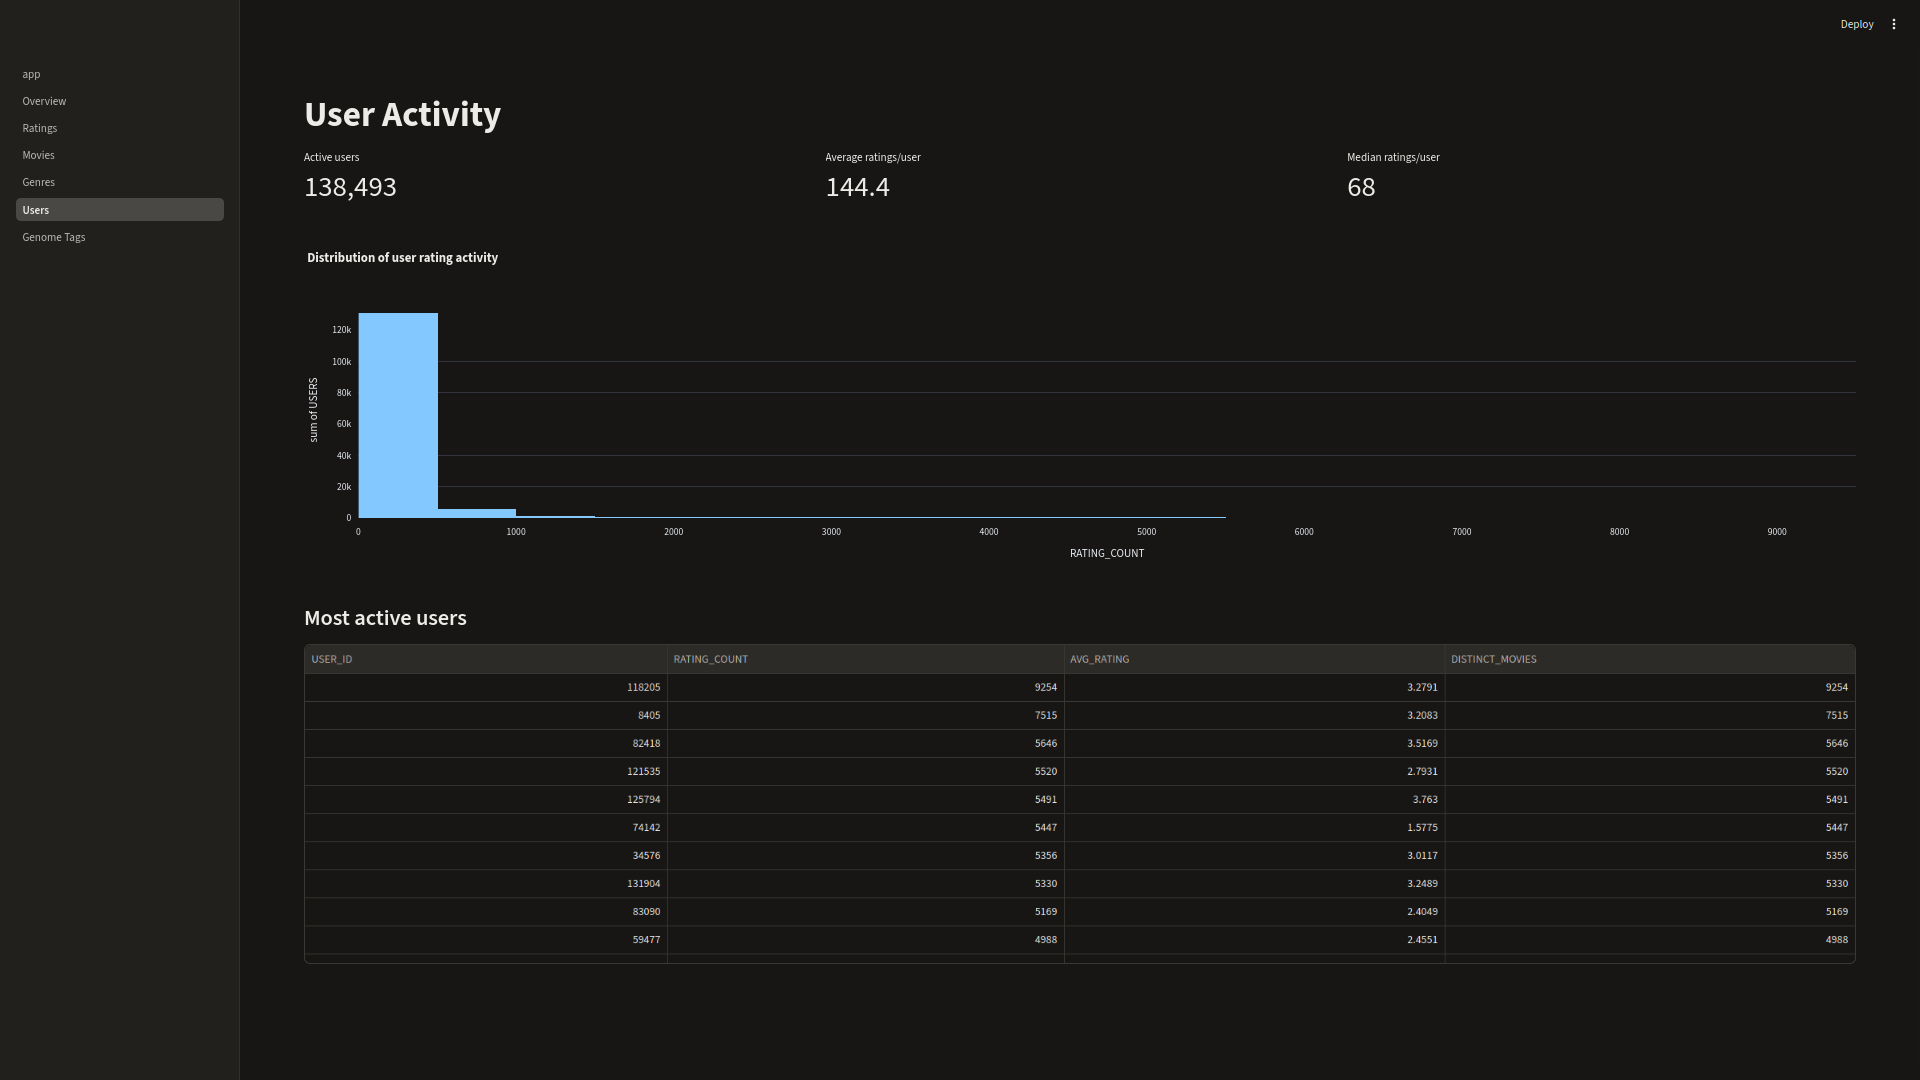 Deploy
app
Overview
Ratings
Movies
Genres
Users
Genome Tags
User Activity
Active users
138,493
Average ratings/user
144.4
Median ratings/user
68
Distribution of user rating activity
120k
100k
80k
60k
40k
20k
0
sum of USERS
0 1000 2000 3000 4000 5000 6000 7000 8000 9000
RATING_COUNT
Most active users
USER_ID RATING_COUNT AVG_RATING DISTINCT_MOVIES
118205 9254 3.2791 9254
8405 7515 3.2083 7515
82418 5646 3.5169 5646
121535 5520 2.7931 5520
125794 5491 3.763 5491
74142 5447 1.5775 5447
34576 5356 3.0117 5356
131904 5330 3.2489 5330
83090 5169 2.4049 5169
59477 4988 2.4551 4988